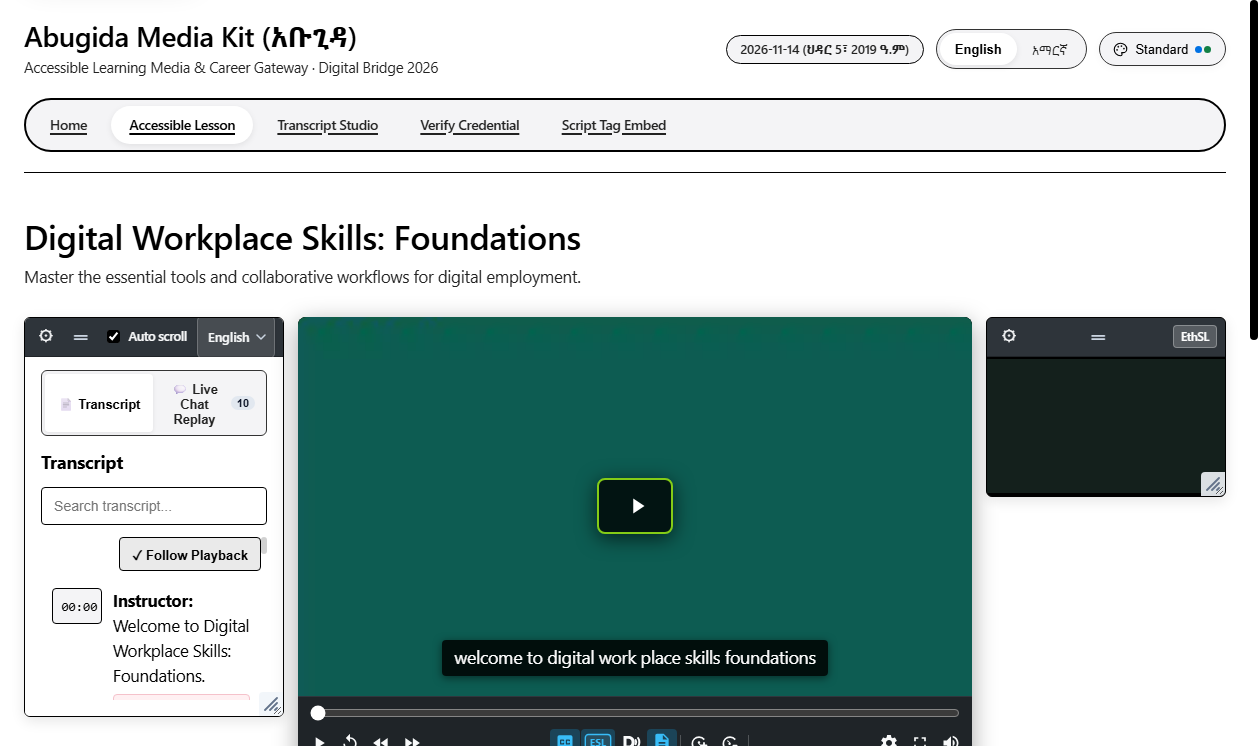 Abugida Media Kit (አቡጊዳ)
Accessible Learning Media & Career Gateway · Digital Bridge 2026
2026-11-14 (ህዳር 5፣ 2019 ዓ.ም)
English
አማርኛ
Standard
Home
Accessible Lesson
Transcript Studio
Verify Credential
Script Tag Embed
Digital Workplace Skills: Foundations
Master the essential tools and collaborative workflows for digital employment.
Auto scroll
English
Transcript
Live
Chat
Replay
10
Transcript
Search transcript...
✓ Follow Playback
00:00
Instructor:
Welcome to Digital
Workplace Skills:
Foundations.
welcome to digital work place skills foundations
CC
ESL
D
EthSL